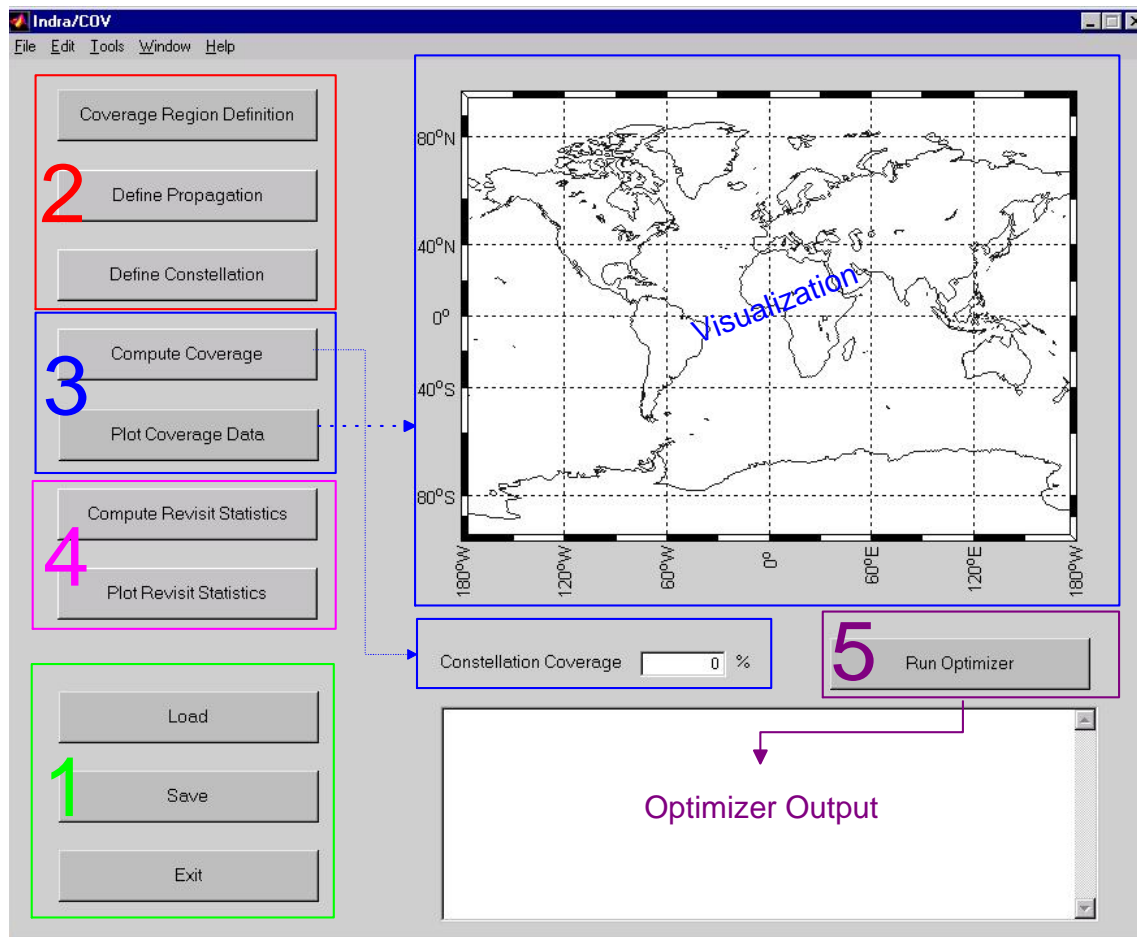 Indra/COV
File Edit Tools Window Help
Coverage Region Definition
2
Define Propagation
Define Constellation
Compute Coverage
3
Plot Coverage Data
Compute Revisit Statistics
4
Plot Revisit Statistics
Load
1
Save
Exit
80°N
40°N
0°
40°S
80°S
180°W
120°W
60°W
0°
60°E
120°E
180°W
Visualization
Constellation Coverage 0 %
5
Run Optimizer
Optimizer Output